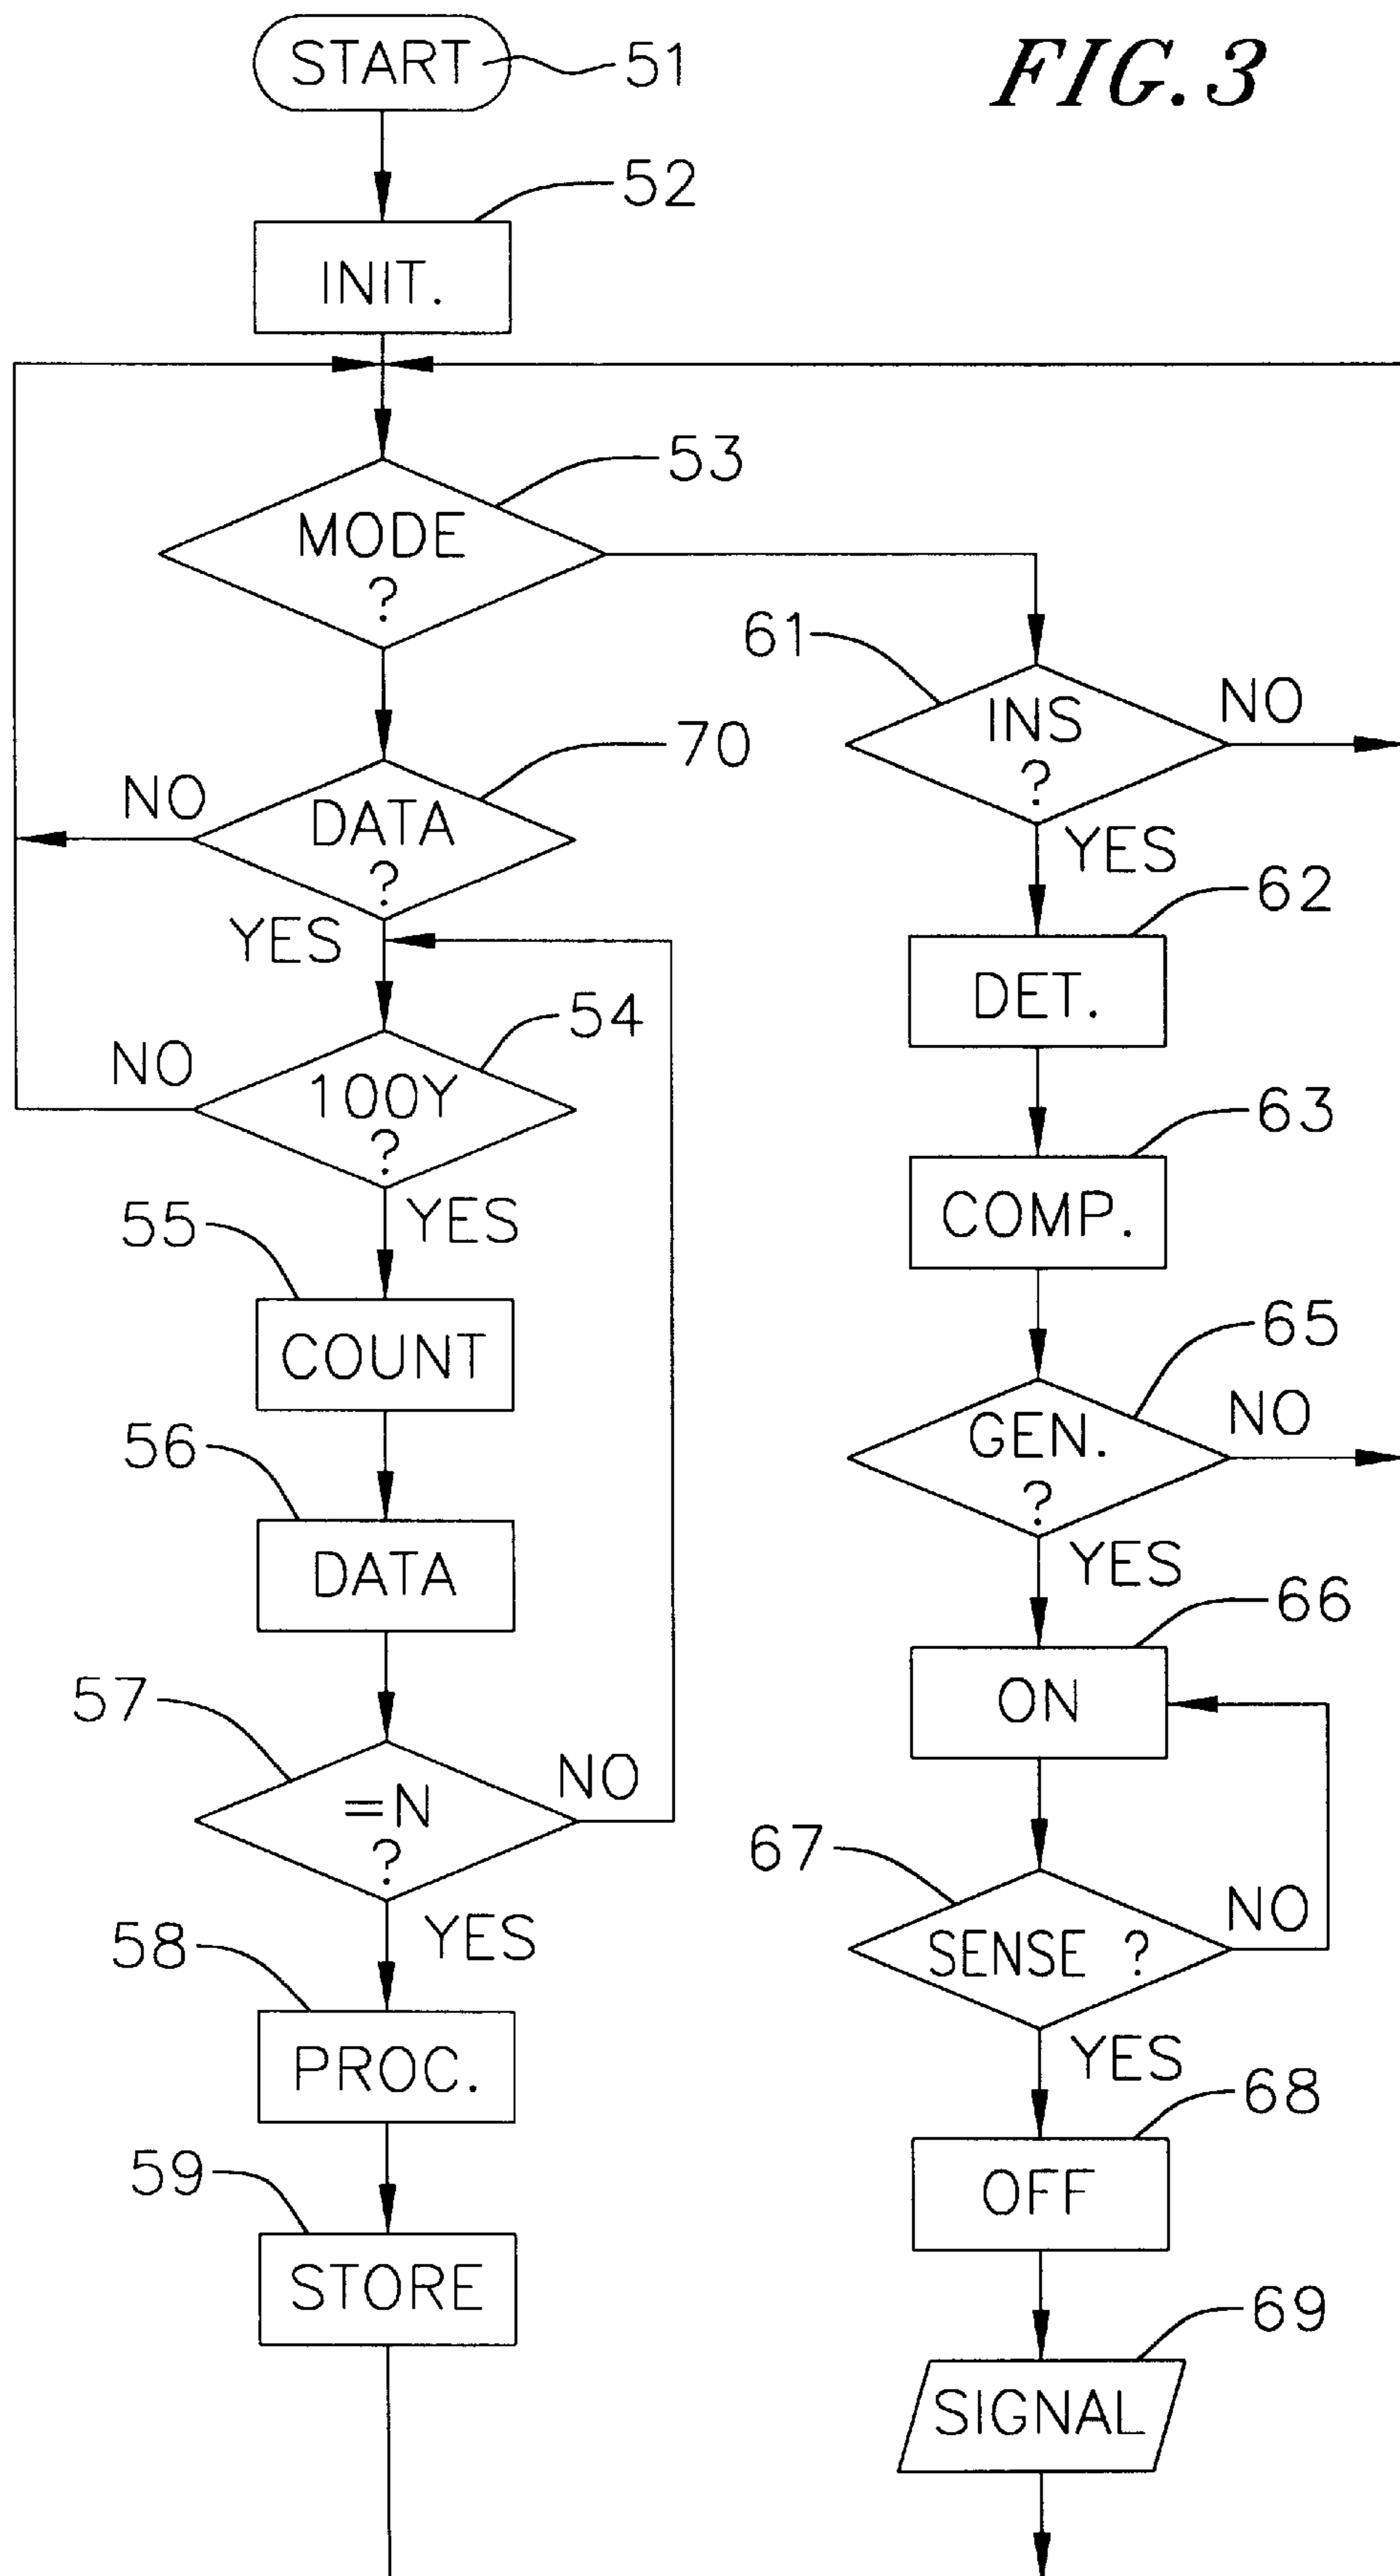 FIG. 3
START 51
52
INIT.
53
MODE
?
61
INS
?
NO
YES
70
DATA
?
NO
YES
62
DET.
54
100Y
?
NO
YES
63
COMP.
55
COUNT
65
GEN.
?
NO
YES
56
DATA
66
ON
57
=N
?
NO
YES
67
SENSE ?
NO
YES
58
PROC.
68
OFF
59
STORE
69
SIGNAL